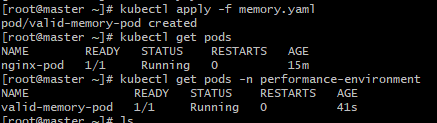 [root@master ~]# kubectl apply -f memory.yaml
pod/valid-memory-pod created
[root@master ~]# kubectl get pods
NAME READY STATUS RESTARTS AGE
nginx-pod 1/1 Running 0 15m
[root@master ~]# kubectl get pods -n performance-environment
NAME READY STATUS RESTARTS AGE
valid-memory-pod 1/1 Running 0 41s
[root@master ~]# ls